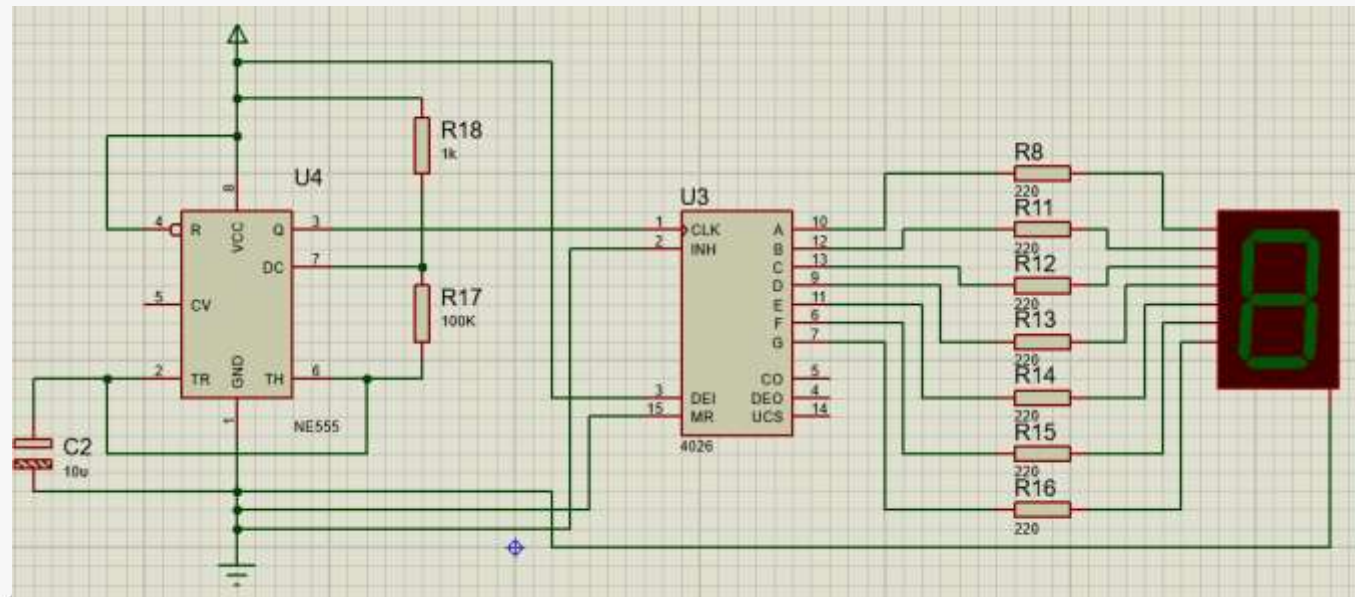 R18
1k
U4
8
4
R
VCC
Q
3
DC
7
5
CV
R17
100K
2
TR
GND
TH
6
1
NE555
C2
10u
U3
1
CLK
A
10
2
INH
B
12
C
13
D
9
E
11
F
6
G
7
CO
5
3
DEI
DEO
4
15
MR
UCS
14
4026
R8
220
R11
220
R12
220
R13
220
R14
220
R15
220
R16
220